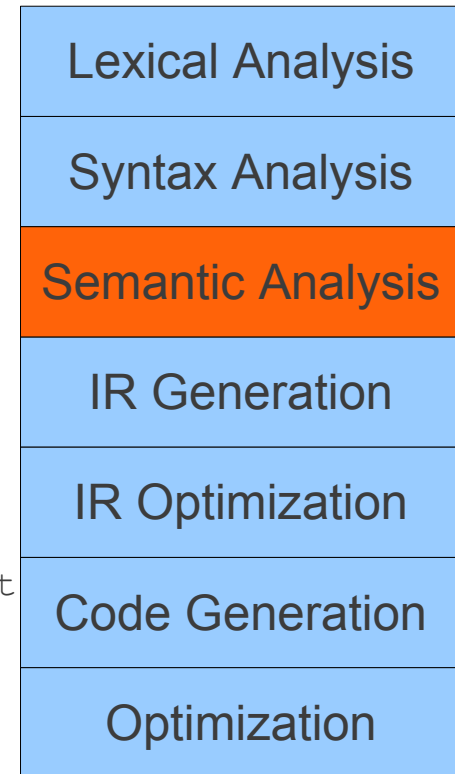 Lexical Analysis
Syntax Analysis
Semantic Analysis
IR Generation
IR Optimization
t
Code Generation
Optimization